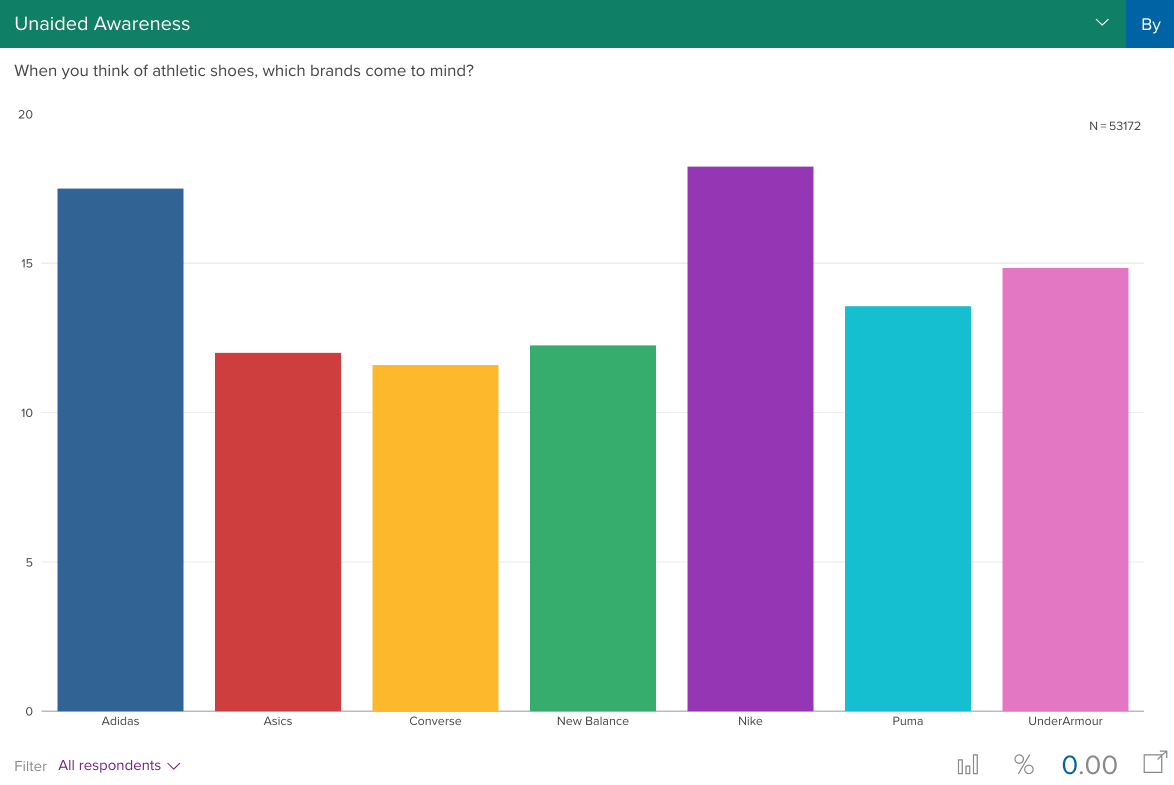 Unaided Awareness
By
When you think of athletic shoes, which brands come to mind?
20
N = 53172
15
10
5
0
Adidas Asics Converse New Balance Nike Puma UnderArmour
Filter All respondents
% 0.00